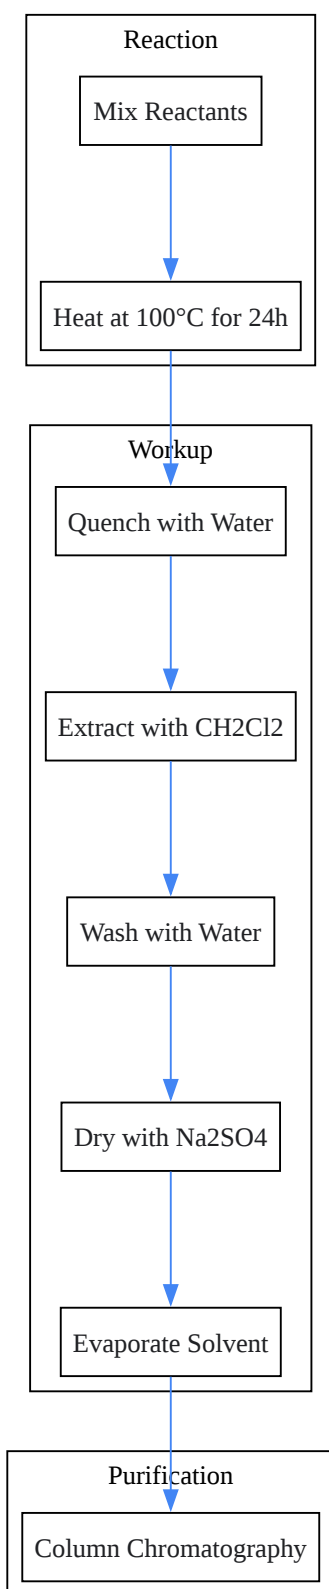 Reaction
Mix Reactants
Heat at 100°C for 24h
Workup
Quench with Water
Extract with CH2Cl2
Wash with Water
Dry with Na2SO4
Evaporate Solvent
Purification
Column Chromatography